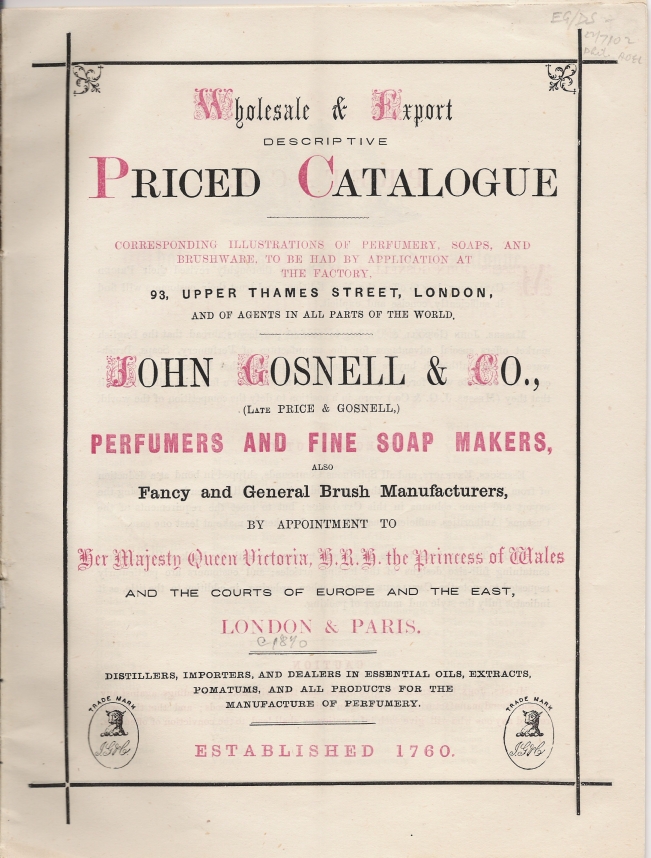 EG/DS
Wholesale & Export
DESCRIPTIVE
PRICED CATALOGUE
CORRESPONDING ILLUSTRATIONS OF PERFUMERY, SOAPS, AND
BRUSHWARE, TO BE HAD BY APPLICATION AT
THE FACTORY,
93, UPPER THAMES STREET, LONDON,
AND OF AGENTS IN ALL PARTS OF THE WORLD.
JOHN GOSNELL & CO.,
(LATE PRICE & GOSNELL,)
PERFUMERS AND FINE SOAP MAKERS,
ALSO
Fancy and General Brush Manufacturers,
BY APPOINTMENT TO
Her Majesty Queen Victoria, H.R.H. the Princess of Wales
AND THE COURTS OF EUROPE AND THE EAST,
LONDON & PARIS.
c1870
DISTILLERS, IMPORTERS, AND DEALERS IN ESSENTIAL OILS, EXTRACTS,
POMATUMS, AND ALL PRODUCTS FOR THE
MANUFACTURE OF PERFUMERY.
TRADE MARK
JG&C
TRADE MARK
JG&C
ESTABLISHED 1760.